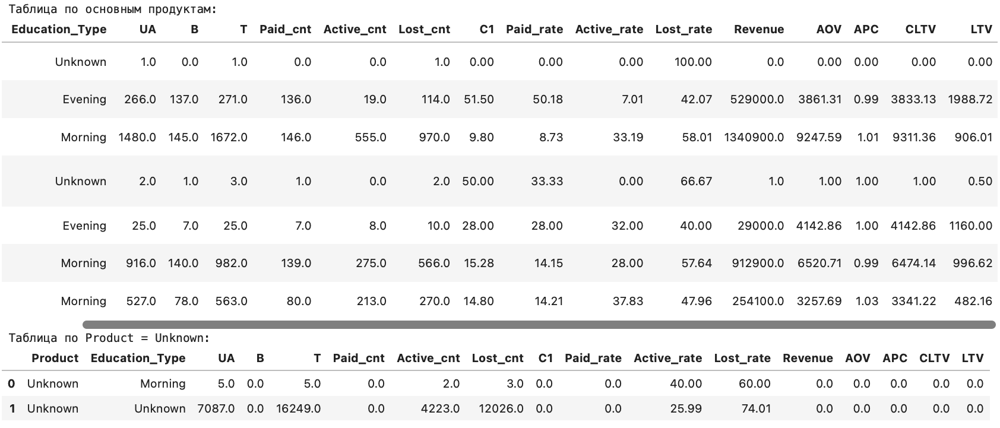 Таблица по основным продуктам:
Education_Type UA B T Paid_cnt Active_cnt Lost_cnt C1 Paid_rate Active_rate Lost_rate Revenue AOV APC CLTV LTV
Unknown 1.0 0.0 1.0 0.0 0.0 1.0 0.00 0.00 0.00 100.00 0.0 0.00 0.00 0.00 0.00
Evening 266.0 137.0 271.0 136.0 19.0 114.0 51.50 50.18 7.01 42.07 529000.0 3861.31 0.99 3833.13 1988.72
Morning 1480.0 145.0 1672.0 146.0 555.0 970.0 9.80 8.73 33.19 58.01 1340900.0 9247.59 1.01 9311.36 906.01
Unknown 2.0 1.0 3.0 1.0 0.0 2.0 50.00 33.33 0.00 66.67 1.0 1.00 1.00 1.00 0.50
Evening 25.0 7.0 25.0 7.0 8.0 10.0 28.00 28.00 32.00 40.00 29000.0 4142.86 1.00 4142.86 1160.00
Morning 916.0 140.0 982.0 139.0 275.0 566.0 15.28 14.15 28.00 57.64 912900.0 6520.71 0.99 6474.14 996.62
Morning 527.0 78.0 563.0 80.0 213.0 270.0 14.80 14.21 37.83 47.96 254100.0 3257.69 1.03 3341.22 482.16
Таблица по Product = Unknown:
Product Education_Type UA B T Paid_cnt Active_cnt Lost_cnt C1 Paid_rate Active_rate Lost_rate Revenue AOV APC CLTV LTV
0 Unknown Morning 5.0 0.0 5.0 0.0 2.0 3.0 0.0 0.0 40.00 60.00 0.0 0.0 0.0 0.0 0.0
1 Unknown Unknown 7087.0 0.0 16249.0 0.0 4223.0 12026.0 0.0 0.0 25.99 74.01 0.0 0.0 0.0 0.0 0.0